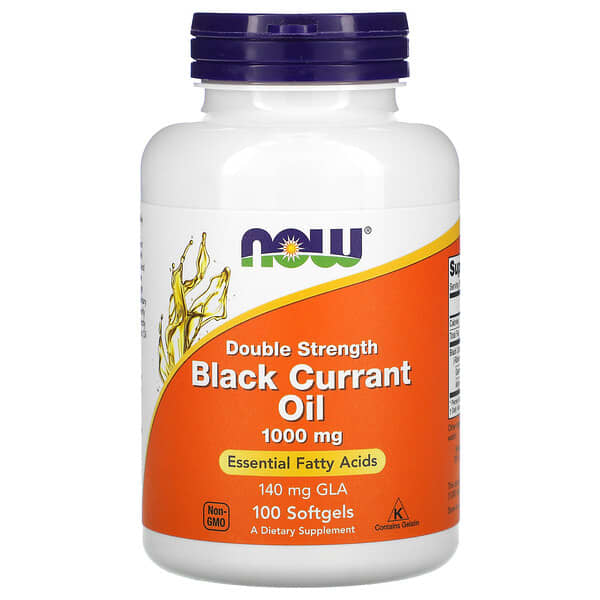 NOW®
Double Strength
Black Currant
Oil
1000 mg
Essential Fatty Acids
140 mg GLA
100 Softgels
A Dietary Supplement
Non-
GMO
K
Contains Gelatin